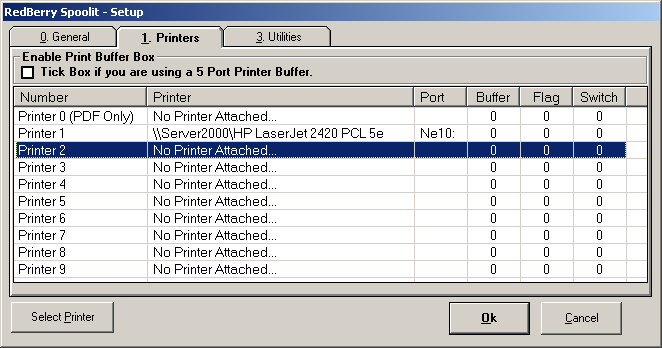 RedBerry Spoolit - Setup
0. General 1. Printers 3. Utilities
Enable Print Buffer Box
Tick Box if you are using a 5 Port Printer Buffer.
Number Printer Port Buffer Flag Switch
Printer 0 (PDF Only) No Printer Attached... 0 0 0
Printer 1 \\Server2000\HP LaserJet 2420 PCL 5e Ne10: 0 0 0
Printer 2 No Printer Attached... 0 0 0
Printer 3 No Printer Attached... 0 0 0
Printer 4 No Printer Attached... 0 0 0
Printer 5 No Printer Attached... 0 0 0
Printer 6 No Printer Attached... 0 0 0
Printer 7 No Printer Attached... 0 0 0
Printer 8 No Printer Attached... 0 0 0
Printer 9 No Printer Attached... 0 0 0
Select Printer Ok Cancel